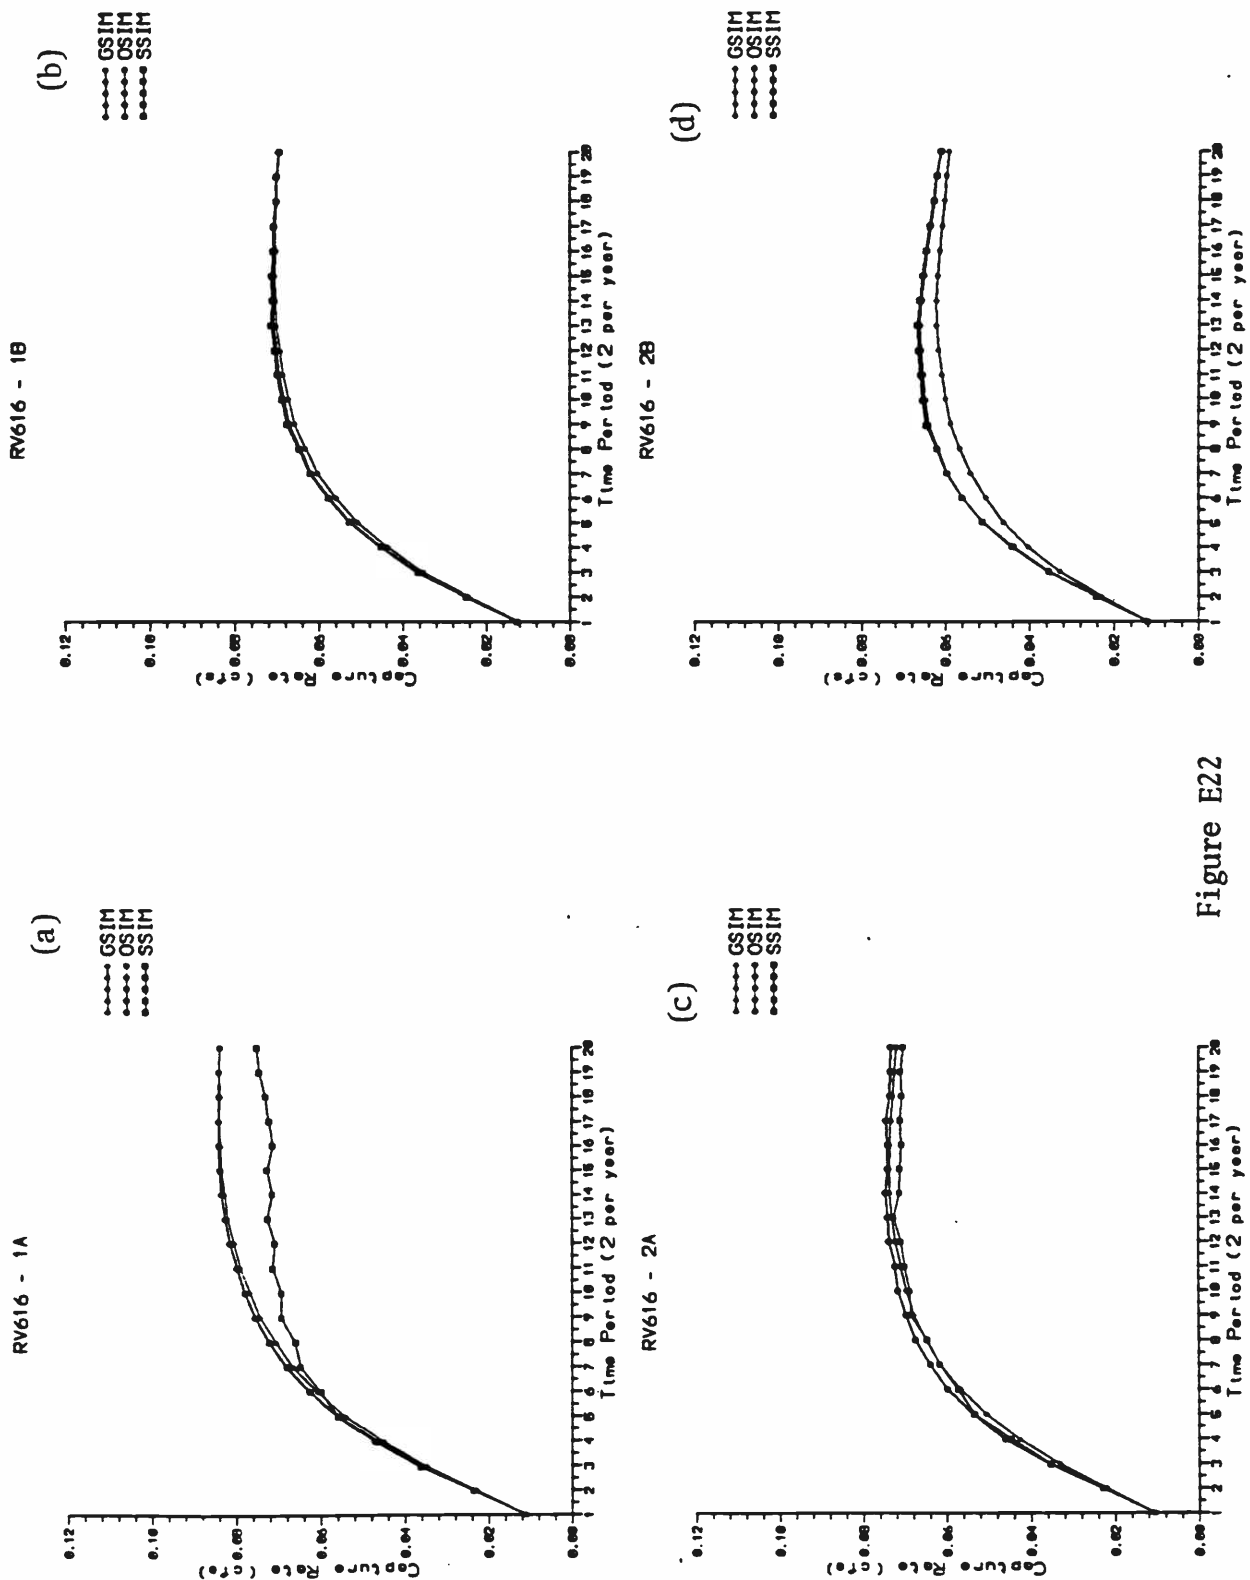 (a)
RV616 - 1A
GSIM
OSIM
SSIM
0.12
0.10
0.08
0.06
0.04
0.02
0.00
Capture
Rate (cfs)
1 2 3 4 5 6 7 8 9 10 11 12 13 14 15 16 17 18 19 20
Time Period (2 per year)
(b)
RV616 - 1B
GSIM
OSIM
SSIM
0.12
0.10
0.08
0.06
0.04
0.02
0.00
Capture
Rate (cfs)
1 2 3 4 5 6 7 8 9 10 11 12 13 14 15 16 17 18 19 20
Time Period (2 per year)
(c)
RV616 - 2A
GSIM
OSIM
SSIM
0.12
0.10
0.08
0.06
0.04
0.02
0.00
Capture
Rate (cfs)
1 2 3 4 5 6 7 8 9 10 11 12 13 14 15 16 17 18 19 20
Time Period (2 per year)
(d)
RV616 - 2B
GSIM
OSIM
SSIM
0.12
0.10
0.08
0.06
0.04
0.02
0.00
Capture
Rate (cfs)
1 2 3 4 5 6 7 8 9 10 11 12 13 14 15 16 17 18 19 20
Time Period (2 per year)
Figure E22